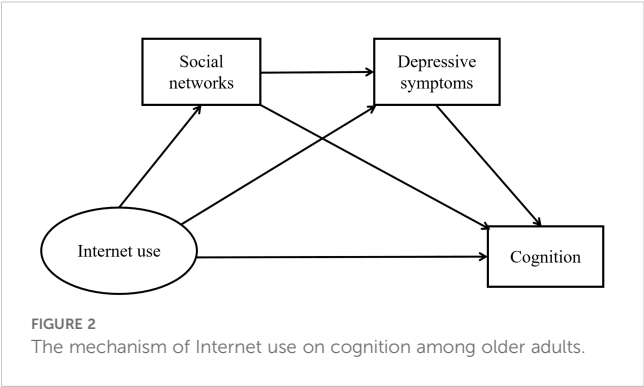 Social
networks
Depressive
symptoms
Internet use
Cognition
FIGURE 2
The mechanism of Internet use on cognition among older adults.